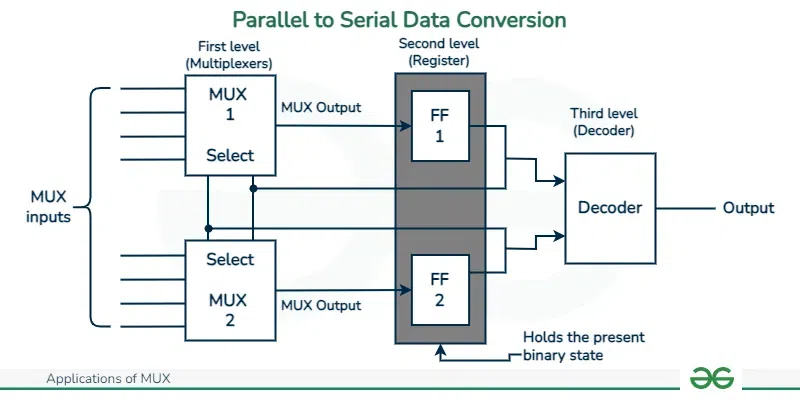 Parallel to Serial Data Conversion
First level
(Multiplexers)
Second level
(Register)
Third level
(Decoder)
MUX
1
Select
MUX Output
FF
1
MUX
inputs
Decoder
Output
Select
MUX
2
MUX Output
FF
2
Holds the present
binary state
Applications of MUX